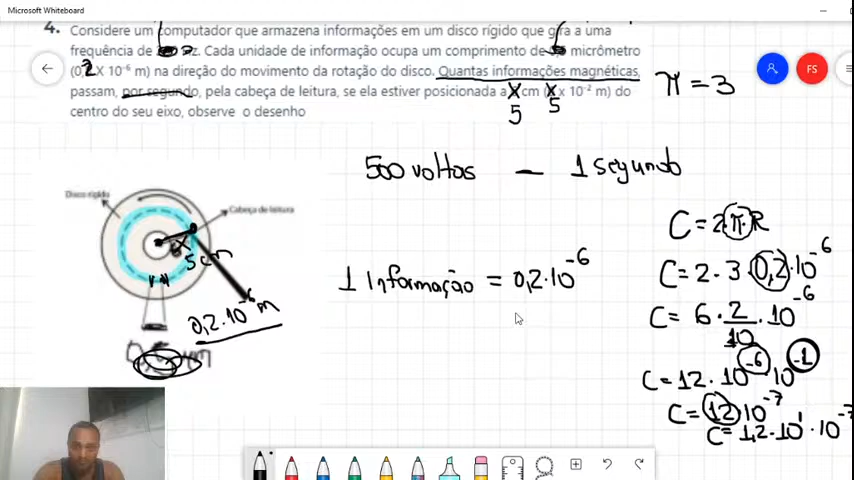 Microsoft Whiteboard
4. Considere um computador que armazena informações em um disco rígido que gira a uma
frequência de Hz. Cada unidade de informação ocupa um comprimento de micrômetro
(0,2 X 10⁻⁶ m) na direção do movimento da rotação do disco. Quantas informações magnéticas,
passam, por segundo, pela cabeça de leitura, se ela estiver posicionada a cm ( x 10⁻² m) do
5 5
centro do seu eixo, observe o desenho
FS
π = 3
500 voltas — 1 segundo
Disco rígido
Cabeça de leitura
5 cm
0,2·10⁻⁶ m
1 Informação = 0,2·10⁻⁶
C = 2·π·R
C = 2·3·0,2·10⁻⁶
C = 6·2/10·10⁻⁶
C = 12·10⁻⁶·10⁻¹
C = 12·10⁻⁷
C = 1,2·10¹·10⁻⁷